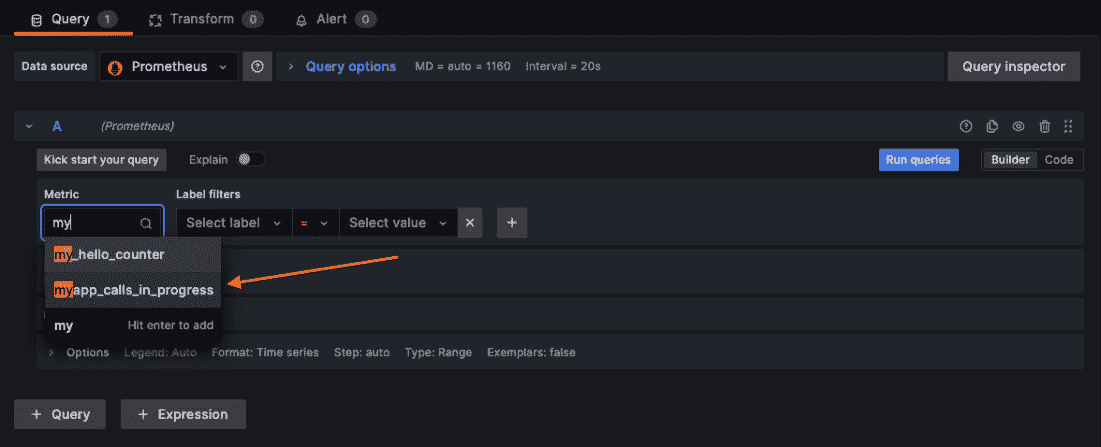 Query 1 Transform 0 Alert 0
Data source Prometheus Query options MD = auto = 1160 Interval = 20s Query inspector
A (Prometheus)
Kick start your query Explain Run queries Builder Code
Metric Label filters
my Select label = Select value
my_hello_counter
myapp_calls_in_progress
my Hit enter to add
Options Legend: Auto Format: Time series Step: auto Type: Range Exemplars: false
+ Query + Expression